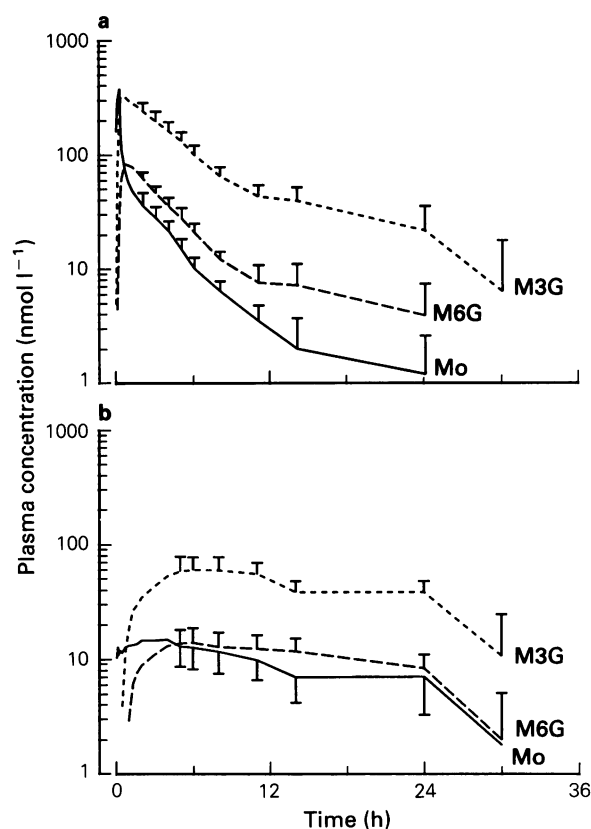 a
1000
100
10
1
M3G
M6G
Mo
b
1000
100
10
1
M3G
M6G
Mo
0 12 24 36
Time (h)
Plasma concentration (nmol l⁻¹)